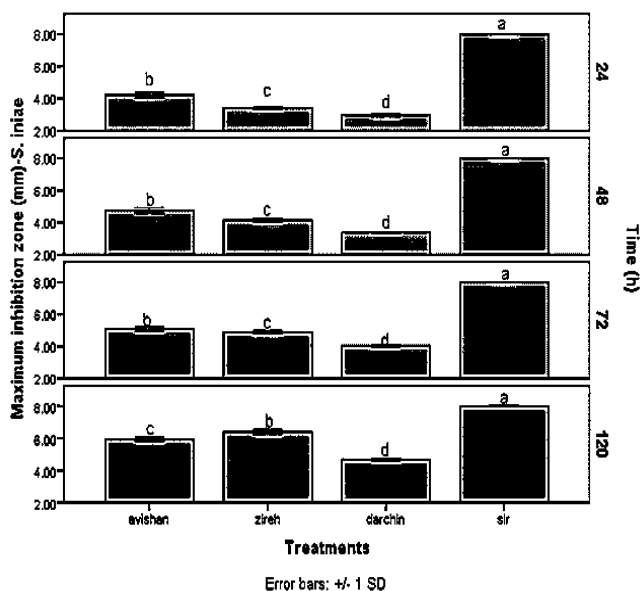 Maximum inhibition zone (mm)-S. iniae
8.00
6.00
4.00
2.00
b
c
d
a
24
8.00
6.00
4.00
2.00
b
c
d
a
48
8.00
6.00
4.00
2.00
b
c
d
a
72
8.00
6.00
4.00
2.00
c
b
d
a
120
Time (h)
avishan
zireh
darchin
sir
Treatments
Error bars: +/- 1 SD